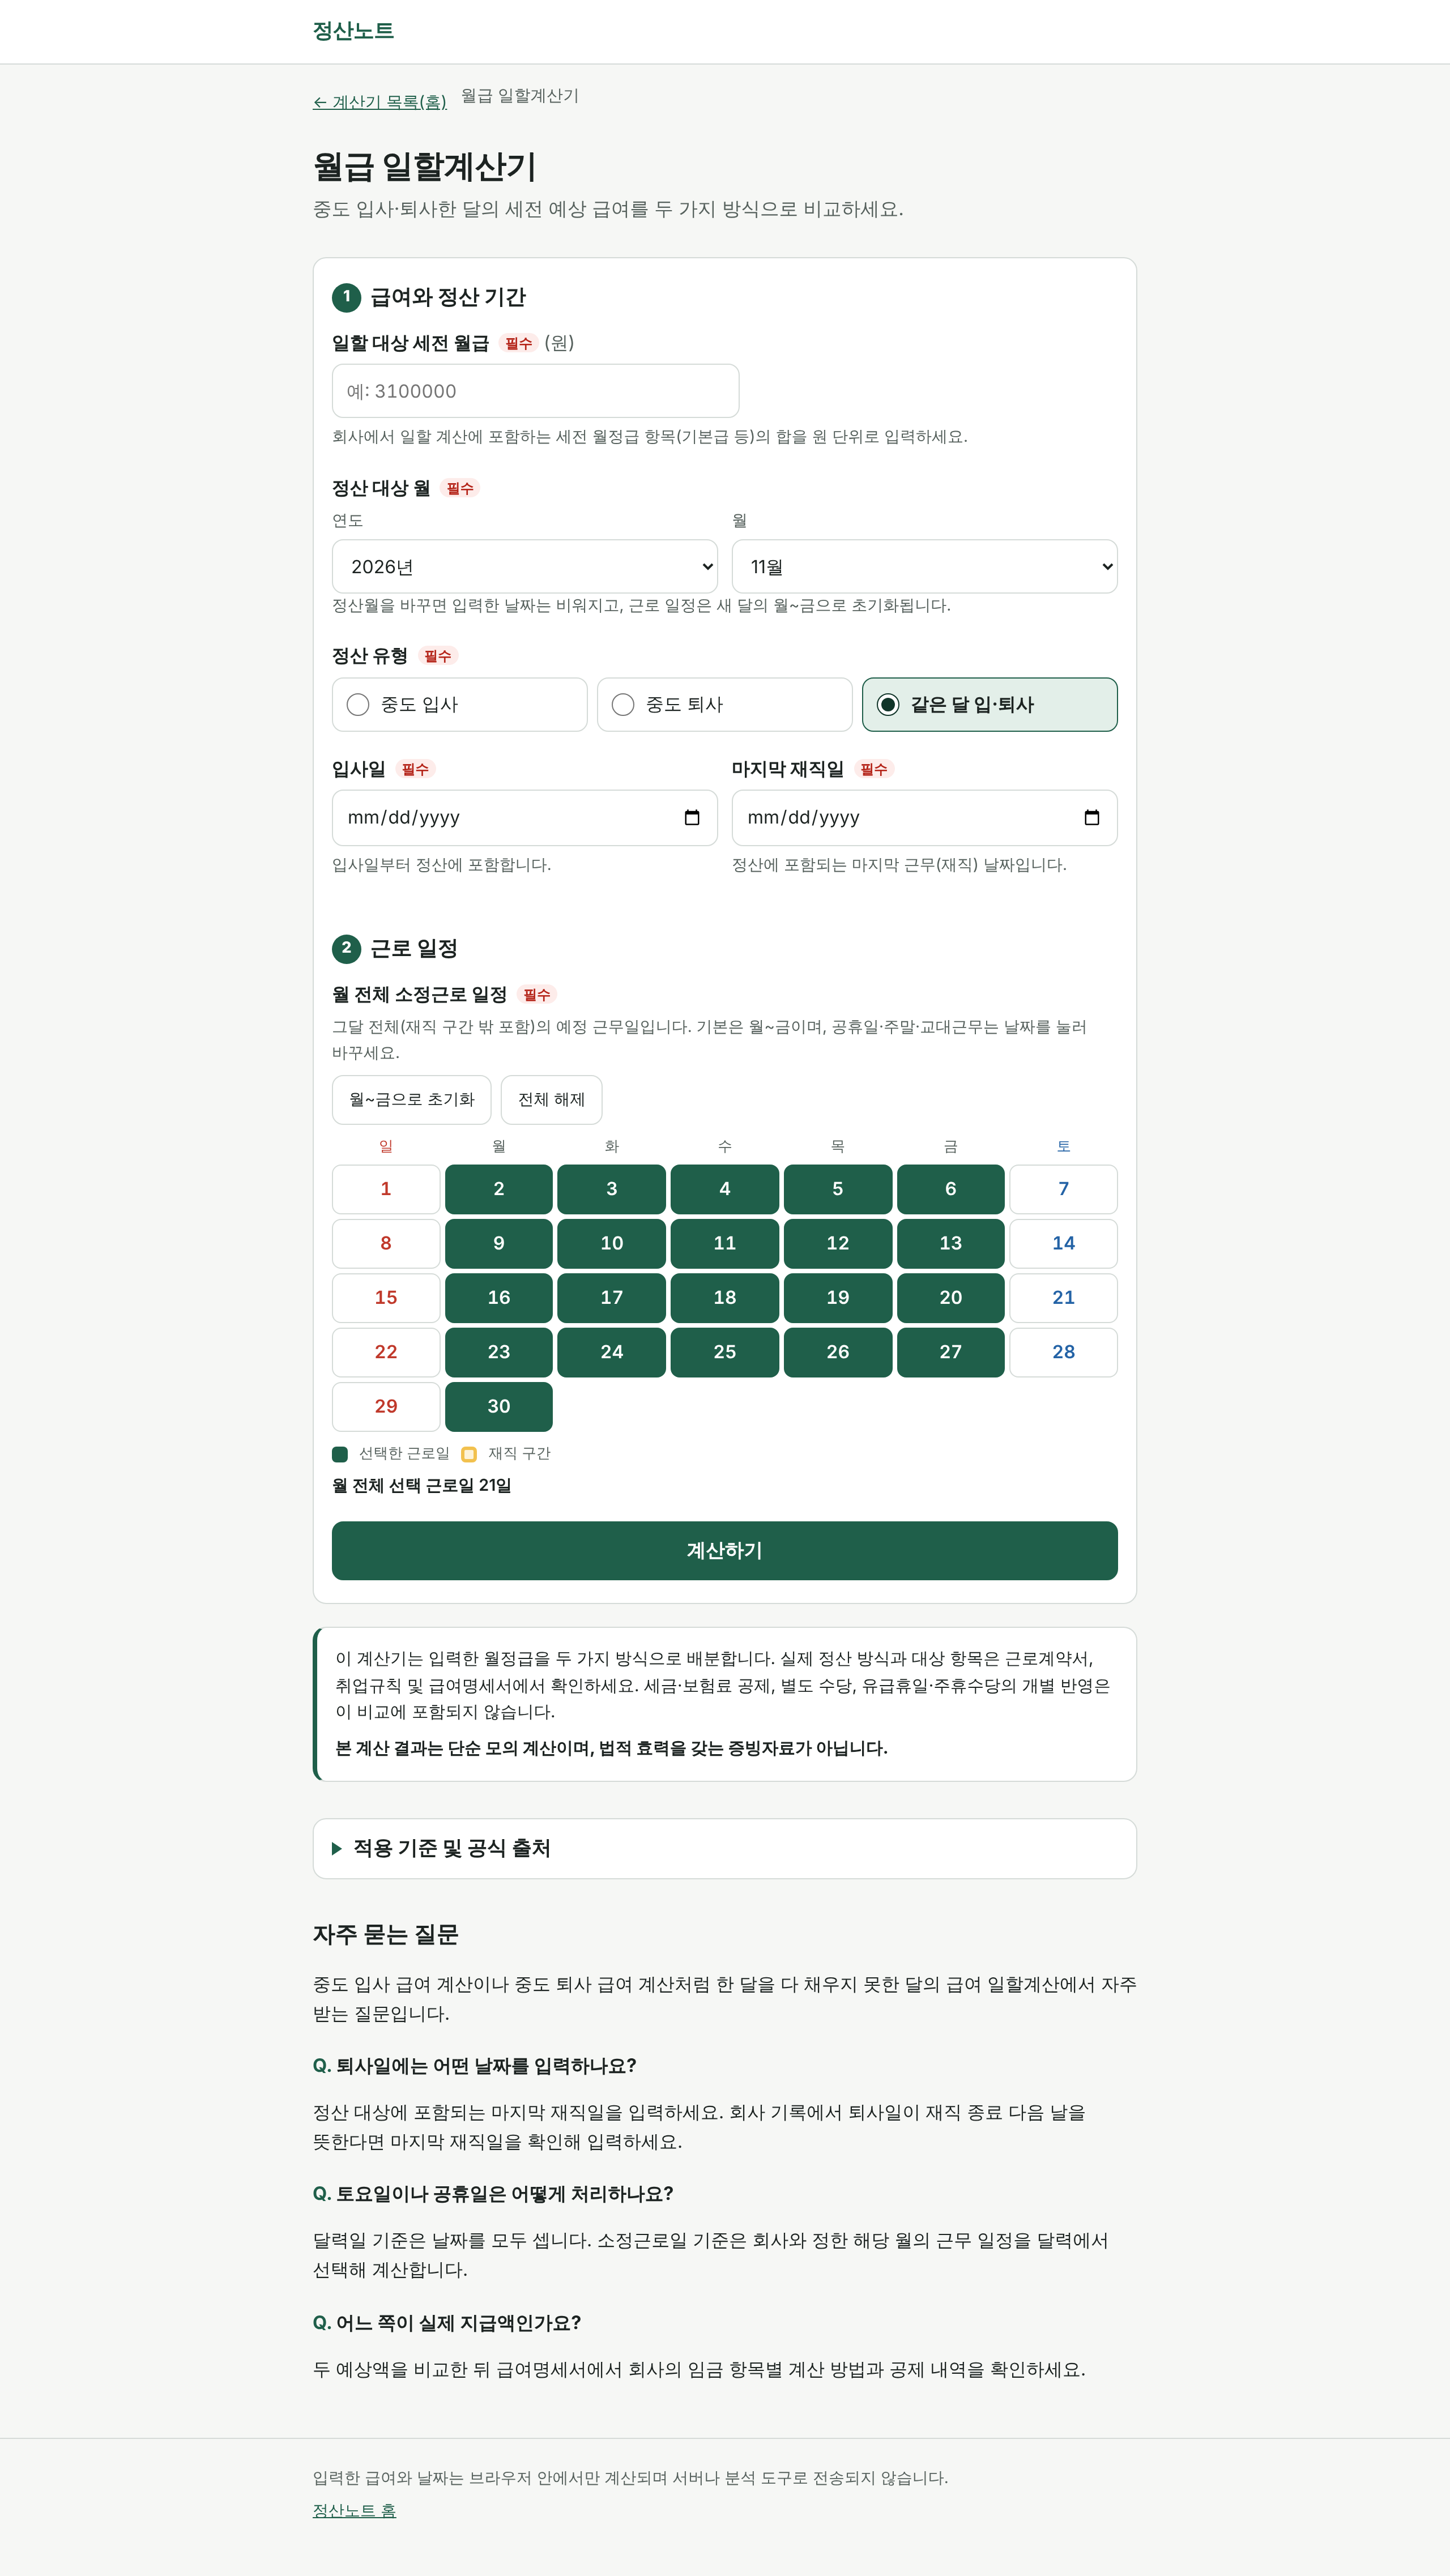 정산노트
← 계산기 목록(홈) 월급 일할계산기
월급 일할계산기
중도 입사·퇴사한 달의 세전 예상 급여를 두 가지 방식으로 비교하세요.
1 급여와 정산 기간
일할 대상 세전 월급 필수 (원)
예: 3100000
회사에서 일할 계산에 포함하는 세전 월정급 항목(기본급 등)의 합을 원 단위로 입력하세요.
정산 대상 월 필수
연도 월
2026년 11월
정산월을 바꾸면 입력한 날짜는 비워지고, 근로 일정은 새 달의 월~금으로 초기화됩니다.
정산 유형 필수
중도 입사 중도 퇴사 같은 달 입·퇴사
입사일 필수 마지막 재직일 필수
mm/dd/yyyy mm/dd/yyyy
입사일부터 정산에 포함합니다. 정산에 포함되는 마지막 근무(재직) 날짜입니다.
2 근로 일정
월 전체 소정근로 일정 필수
그달 전체(재직 구간 밖 포함)의 예정 근무일입니다. 기본은 월~금이며, 공휴일·주말·교대근무는 날짜를 눌러
바꾸세요.
월~금으로 초기화 전체 해제
일 월 화 수 목 금 토
1 2 3 4 5 6 7
8 9 10 11 12 13 14
15 16 17 18 19 20 21
22 23 24 25 26 27 28
29 30
선택한 근로일 재직 구간
월 전체 선택 근로일 21일
계산하기
이 계산기는 입력한 월정급을 두 가지 방식으로 배분합니다. 실제 정산 방식과 대상 항목은 근로계약서,
취업규칙 및 급여명세서에서 확인하세요. 세금·보험료 공제, 별도 수당, 유급휴일·주휴수당의 개별 반영은
이 비교에 포함되지 않습니다.
본 계산 결과는 단순 모의 계산이며, 법적 효력을 갖는 증빙자료가 아닙니다.
적용 기준 및 공식 출처
자주 묻는 질문
중도 입사 급여 계산이나 중도 퇴사 급여 계산처럼 한 달을 다 채우지 못한 달의 급여 일할계산에서 자주
받는 질문입니다.
Q. 퇴사일에는 어떤 날짜를 입력하나요?
정산 대상에 포함되는 마지막 재직일을 입력하세요. 회사 기록에서 퇴사일이 재직 종료 다음 날을
뜻한다면 마지막 재직일을 확인해 입력하세요.
Q. 토요일이나 공휴일은 어떻게 처리하나요?
달력일 기준은 날짜를 모두 셉니다. 소정근로일 기준은 회사와 정한 해당 월의 근무 일정을 달력에서
선택해 계산합니다.
Q. 어느 쪽이 실제 지급액인가요?
두 예상액을 비교한 뒤 급여명세서에서 회사의 임금 항목별 계산 방법과 공제 내역을 확인하세요.
입력한 급여와 날짜는 브라우저 안에서만 계산되며 서버나 분석 도구로 전송되지 않습니다.
정산노트 홈